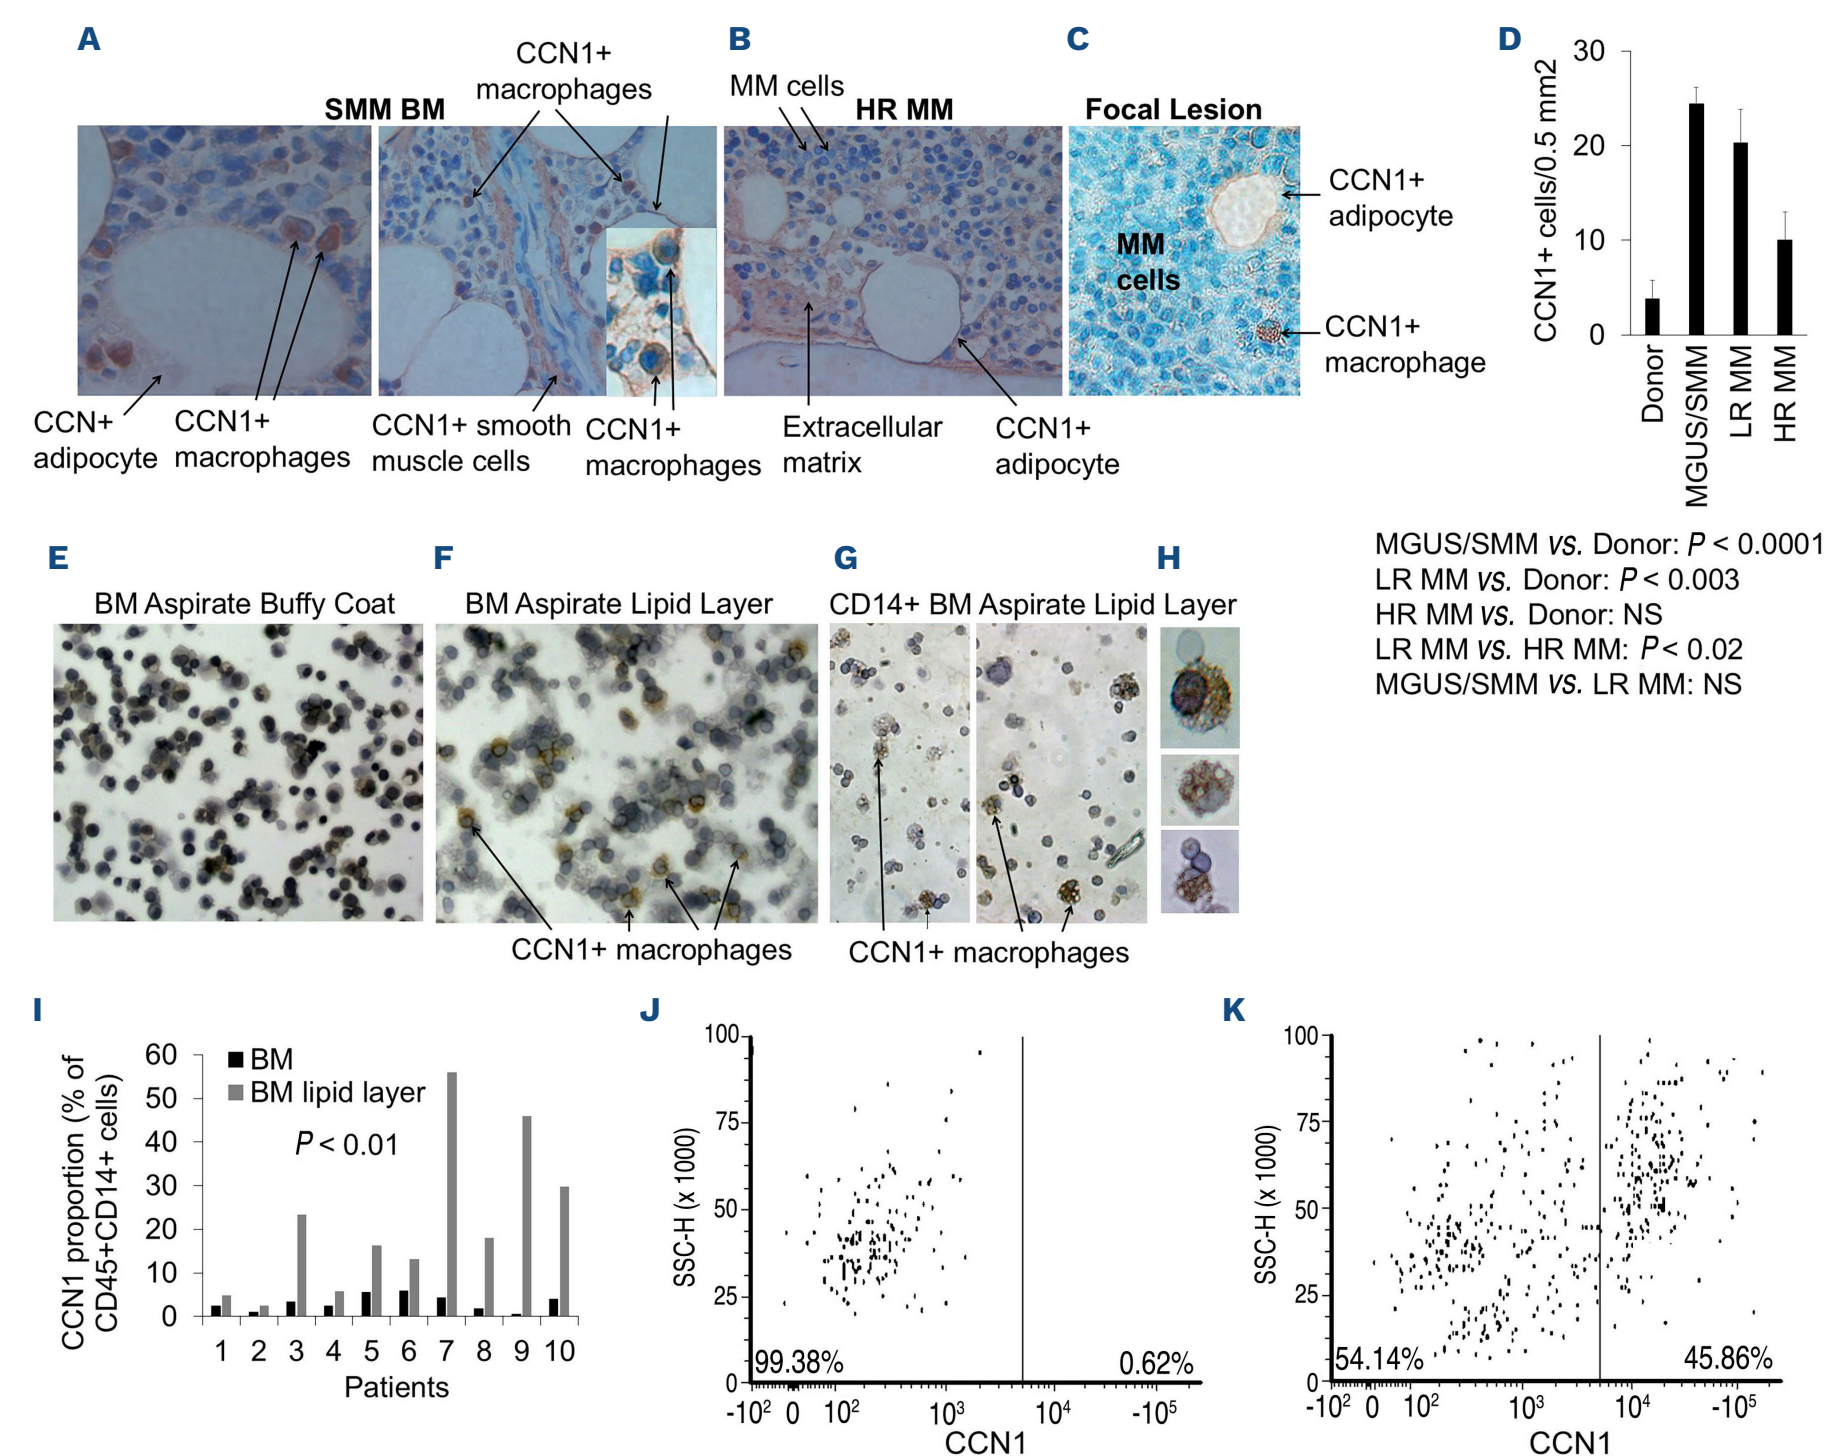 A
B
C
D
CCN1+
macrophages
SMM BM
MM cells
HR MM
Focal Lesion
MM
cells
CCN1+
adipocyte
CCN1+
macrophage
CCN+
adipocyte
CCN1+
macrophages
CCN1+ smooth
muscle cells
CCN1+
macrophages
Extracellular
matrix
CCN1+
adipocyte
CCN1+ cells/0.5 mm2
30
20
10
0
Donor
MGUS/SMM
LR MM
HR MM
MGUS/SMM vs. Donor: P < 0.0001
LR MM vs. Donor: P < 0.003
HR MM vs. Donor: NS
LR MM vs. HR MM: P < 0.02
MGUS/SMM vs. LR MM: NS
E
F
G
H
BM Aspirate Buffy Coat
BM Aspirate Lipid Layer
CD14+ BM Aspirate Lipid Layer
CCN1+ macrophages
CCN1+ macrophages
I
CCN1 proportion (% of
CD45+CD14+ cells)
60
50
40
30
20
10
0
BM
BM lipid layer
P < 0.01
1 2 3 4 5 6 7 8 9 10
Patients
J
SSC-H (x 1000)
100
75
50
25
0
99.38%
0.62%
-10² 0 10² 10³ 10⁴ -10⁵
CCN1
K
SSC-H (x 1000)
100
75
50
25
0
54.14%
45.86%
-10² 0 10² 10³ 10⁴ -10⁵
CCN1